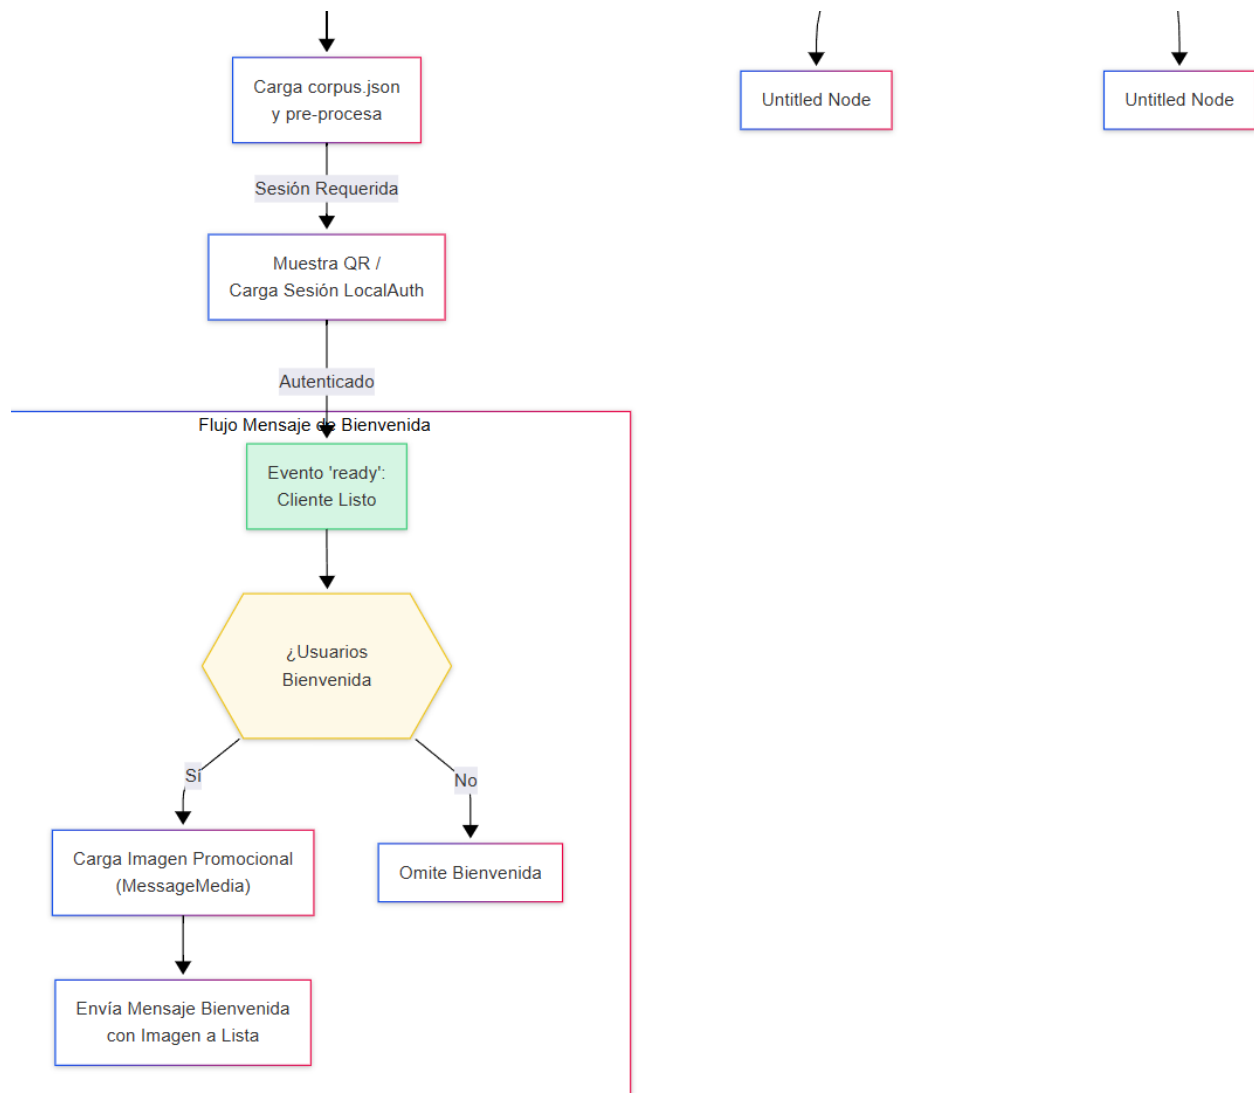 Carga corpus.json
y pre-procesa
Untitled Node
Untitled Node
Sesión Requerida
Muestra QR /
Carga Sesión LocalAuth
Autenticado
Flujo Mensaje de Bienvenida
Evento 'ready':
Cliente Listo
¿Usuarios
Bienvenida
Sí
No
Carga Imagen Promocional
(MessageMedia)
Omite Bienvenida
Envía Mensaje Bienvenida
con Imagen a Lista